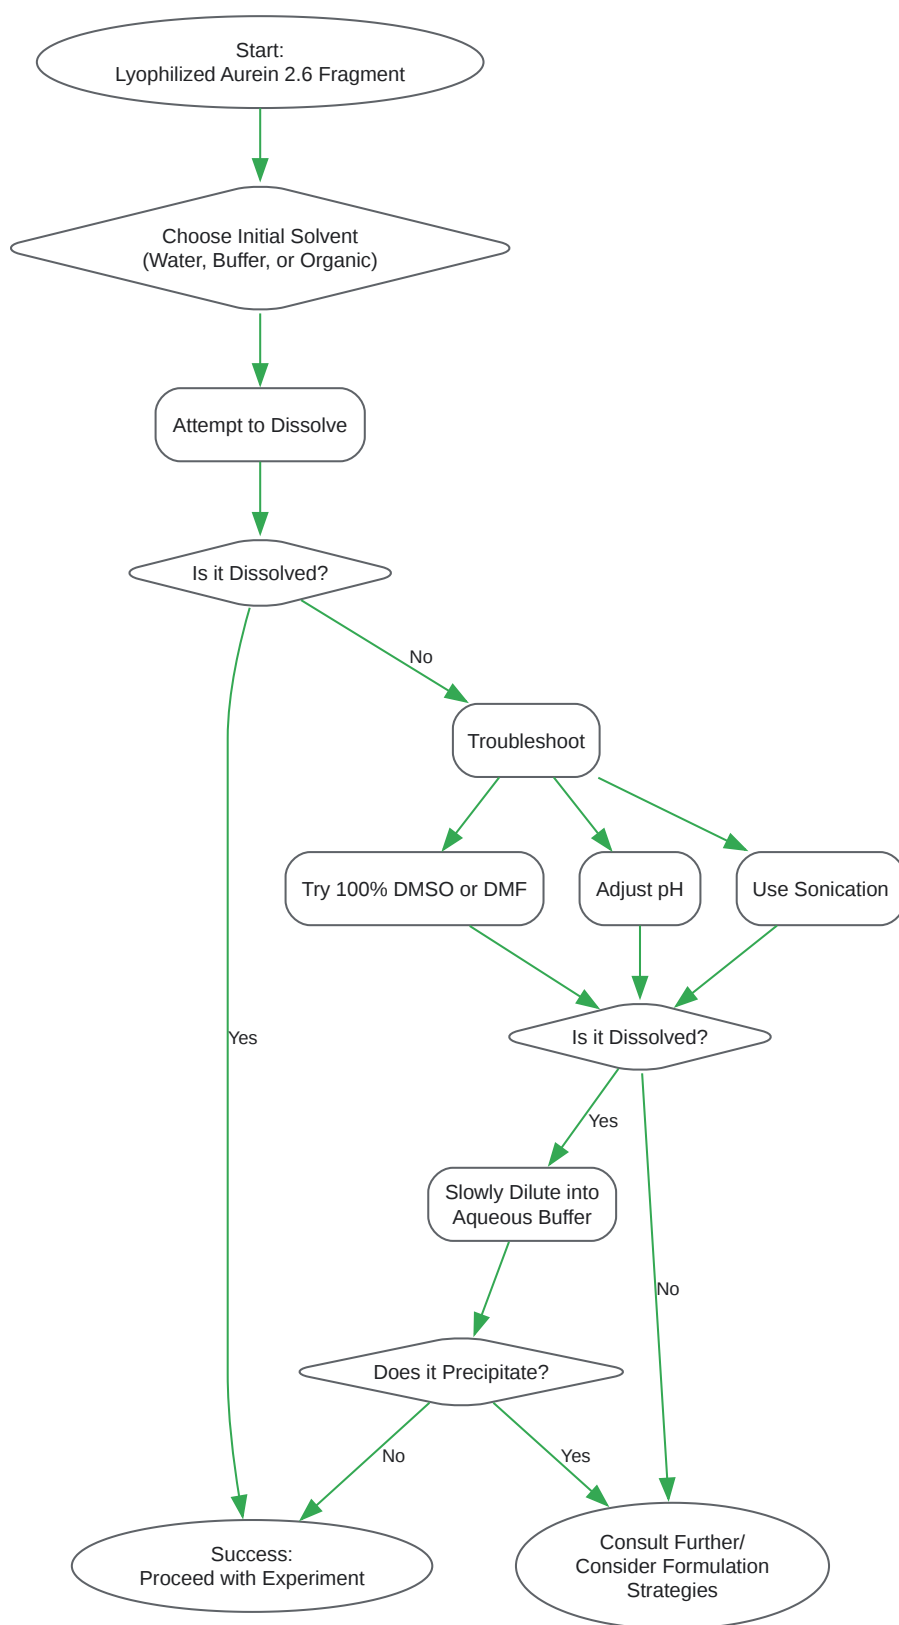 Start:
Lyophilized Aurein 2.6 Fragment
Choose Initial Solvent
(Water, Buffer, or Organic)
Attempt to Dissolve
Is it Dissolved?
No
Troubleshoot
Try 100% DMSO or DMF
Adjust pH
Use Sonication
Yes
Is it Dissolved?
Yes
Slowly Dilute into
Aqueous Buffer
No
Does it Precipitate?
No
Yes
Success:
Proceed with Experiment
Consult Further/
Consider Formulation
Strategies